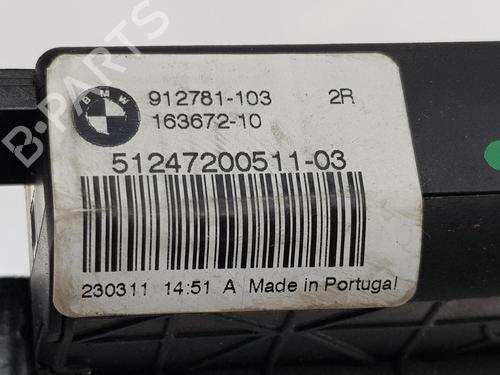 BMW
912781-103 2R
163672-10
51247200511-03
230311 14:51 A Made in Portugal
B-PARTS